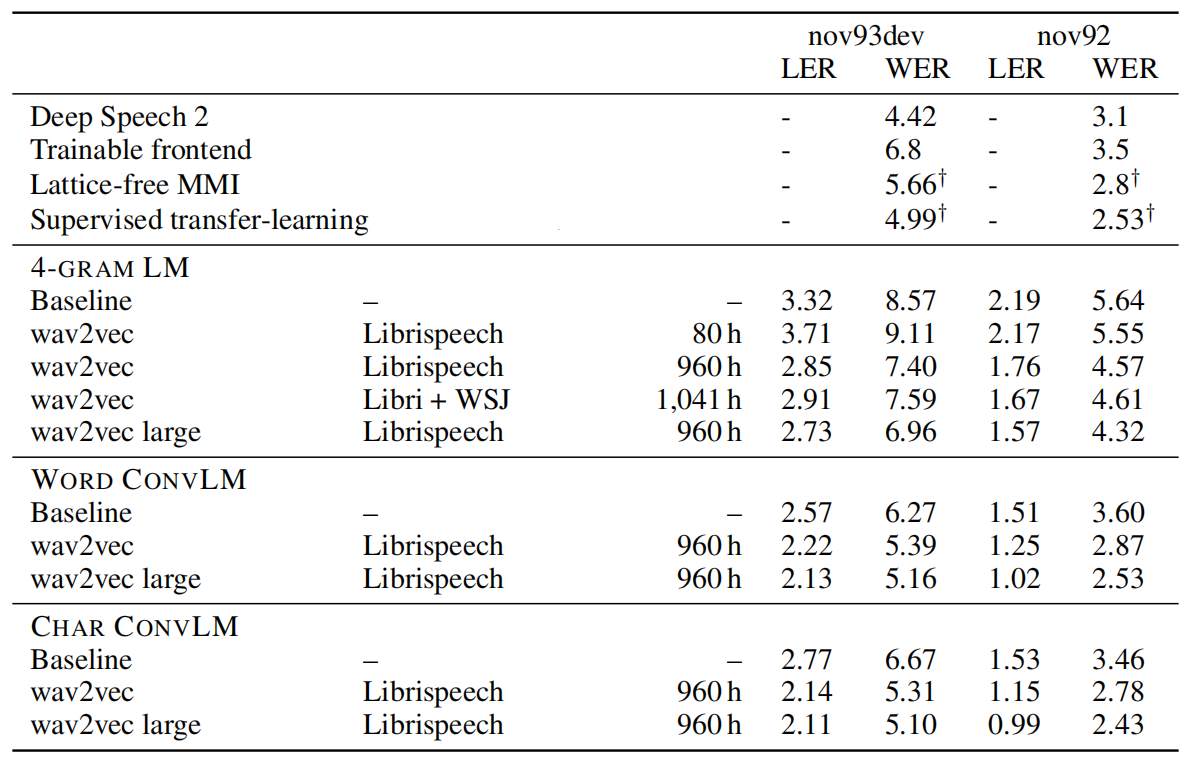 nov93dev nov92
LER WER LER WER
Deep Speech 2 - 4.42 - 3.1
Trainable frontend - 6.8 - 3.5
Lattice-free MMI - 5.66† - 2.8†
Supervised transfer-learning - 4.99† - 2.53†
4-GRAM LM
Baseline – – 3.32 8.57 2.19 5.64
wav2vec Librispeech 80 h 3.71 9.11 2.17 5.55
wav2vec Librispeech 960 h 2.85 7.40 1.76 4.57
wav2vec Libri + WSJ 1,041 h 2.91 7.59 1.67 4.61
wav2vec large Librispeech 960 h 2.73 6.96 1.57 4.32
WORD CONVLM
Baseline – – 2.57 6.27 1.51 3.60
wav2vec Librispeech 960 h 2.22 5.39 1.25 2.87
wav2vec large Librispeech 960 h 2.13 5.16 1.02 2.53
CHAR CONVLM
Baseline – – 2.77 6.67 1.53 3.46
wav2vec Librispeech 960 h 2.14 5.31 1.15 2.78
wav2vec large Librispeech 960 h 2.11 5.10 0.99 2.43